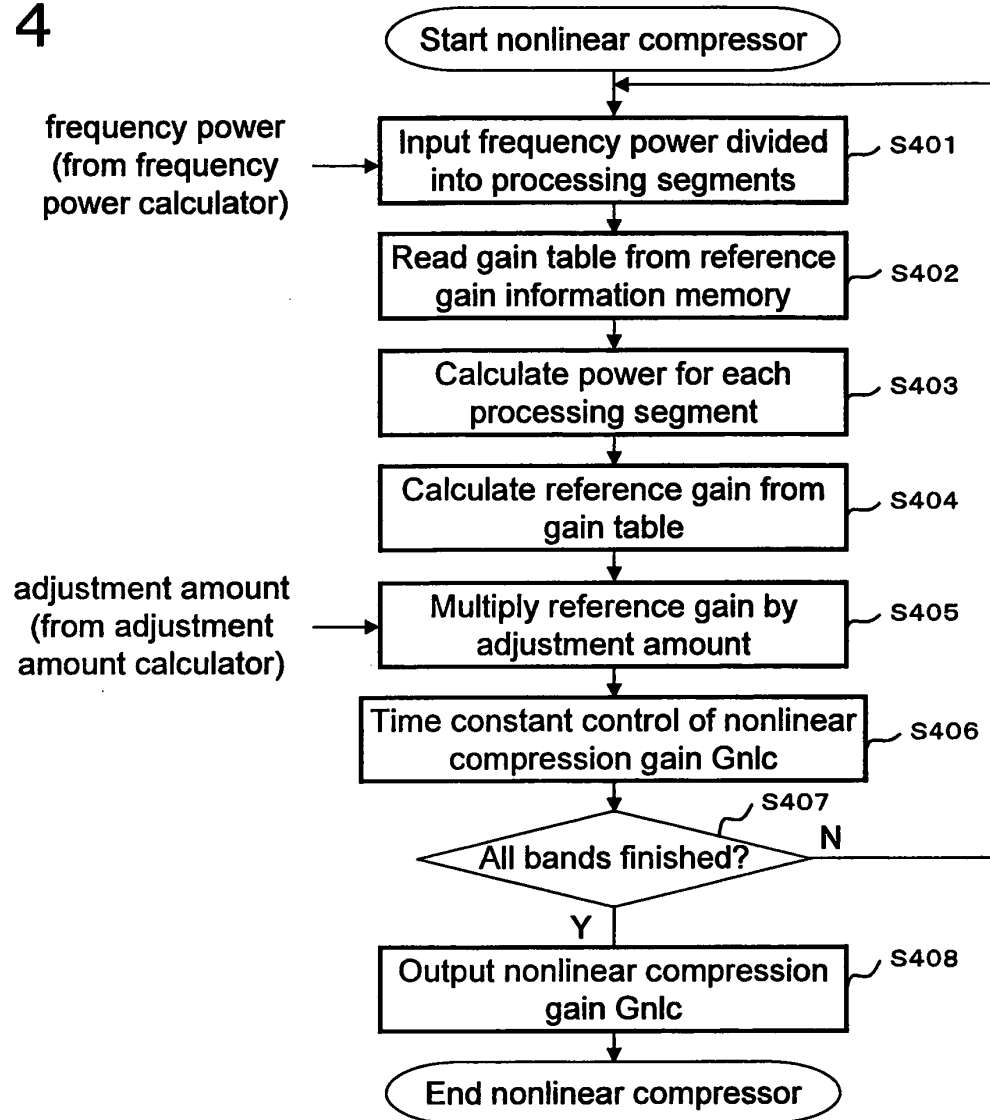 4
Start nonlinear compressor
frequency power
(from frequency
power calculator)
Input frequency power divided
into processing segments
S401
Read gain table from reference
gain information memory
S402
Calculate power for each
processing segment
S403
Calculate reference gain from
gain table
S404
adjustment amount
(from adjustment
amount calculator)
Multiply reference gain by
adjustment amount
S405
Time constant control of nonlinear
compression gain Gnlc
S406
S407
All bands finished?
N
Y
Output nonlinear compression
gain Gnlc
S408
End nonlinear compressor